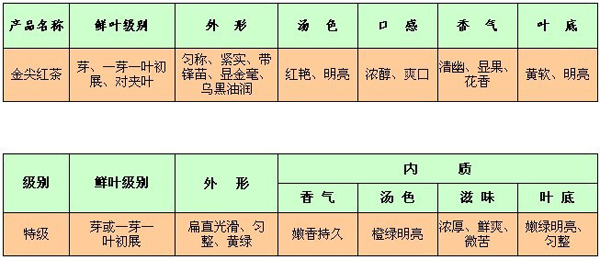 产品名称 鲜叶级别 外 形 汤 色 口 感 香 气 叶 底
金尖红茶 芽、一芽一叶初展、对夹叶 匀称、紧实、带锋苗、显金毫、乌黑油润 红艳、明亮 浓醇、爽口 清幽、显果、花香 黄软、明亮
级别 鲜叶级别 外 形 内 质
香 气 汤 色 滋 味 叶 底
特级 芽或一芽一叶初展 扁直光滑、匀整、黄绿 嫩香持久 橙绿明亮 浓厚、鲜爽、微苦 嫩绿明亮、匀整